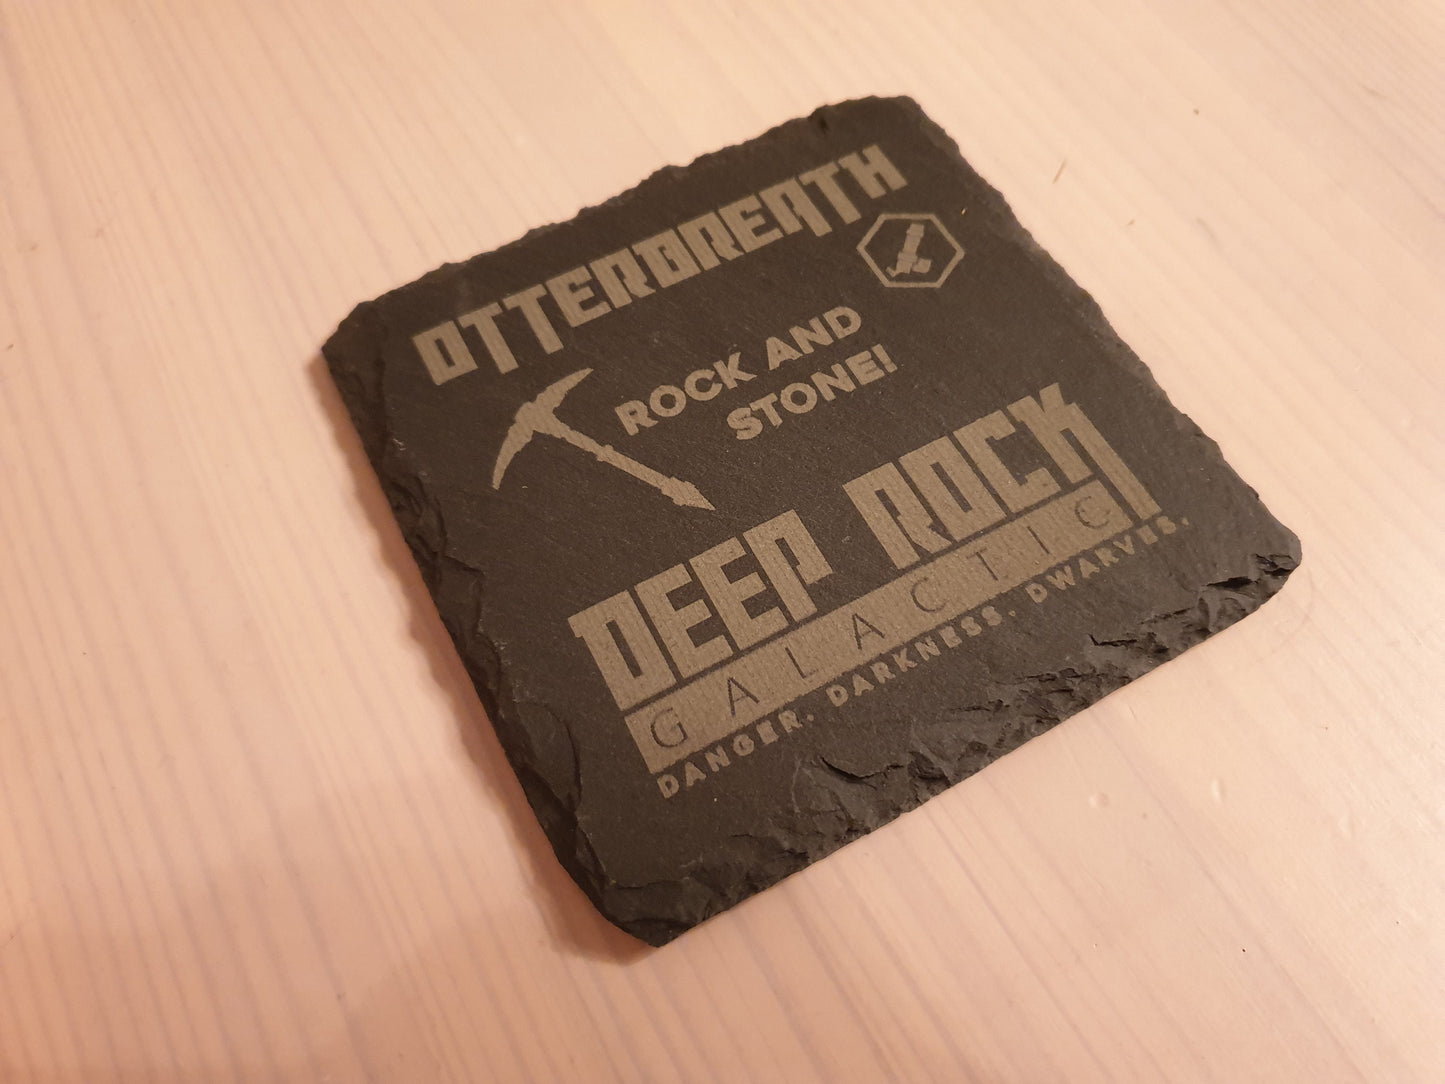 OTTERBREATH
ROCK AND
STONE!
DEEP ROCK
GALACTIC
DANGER. DARKNESS. DWARVES.